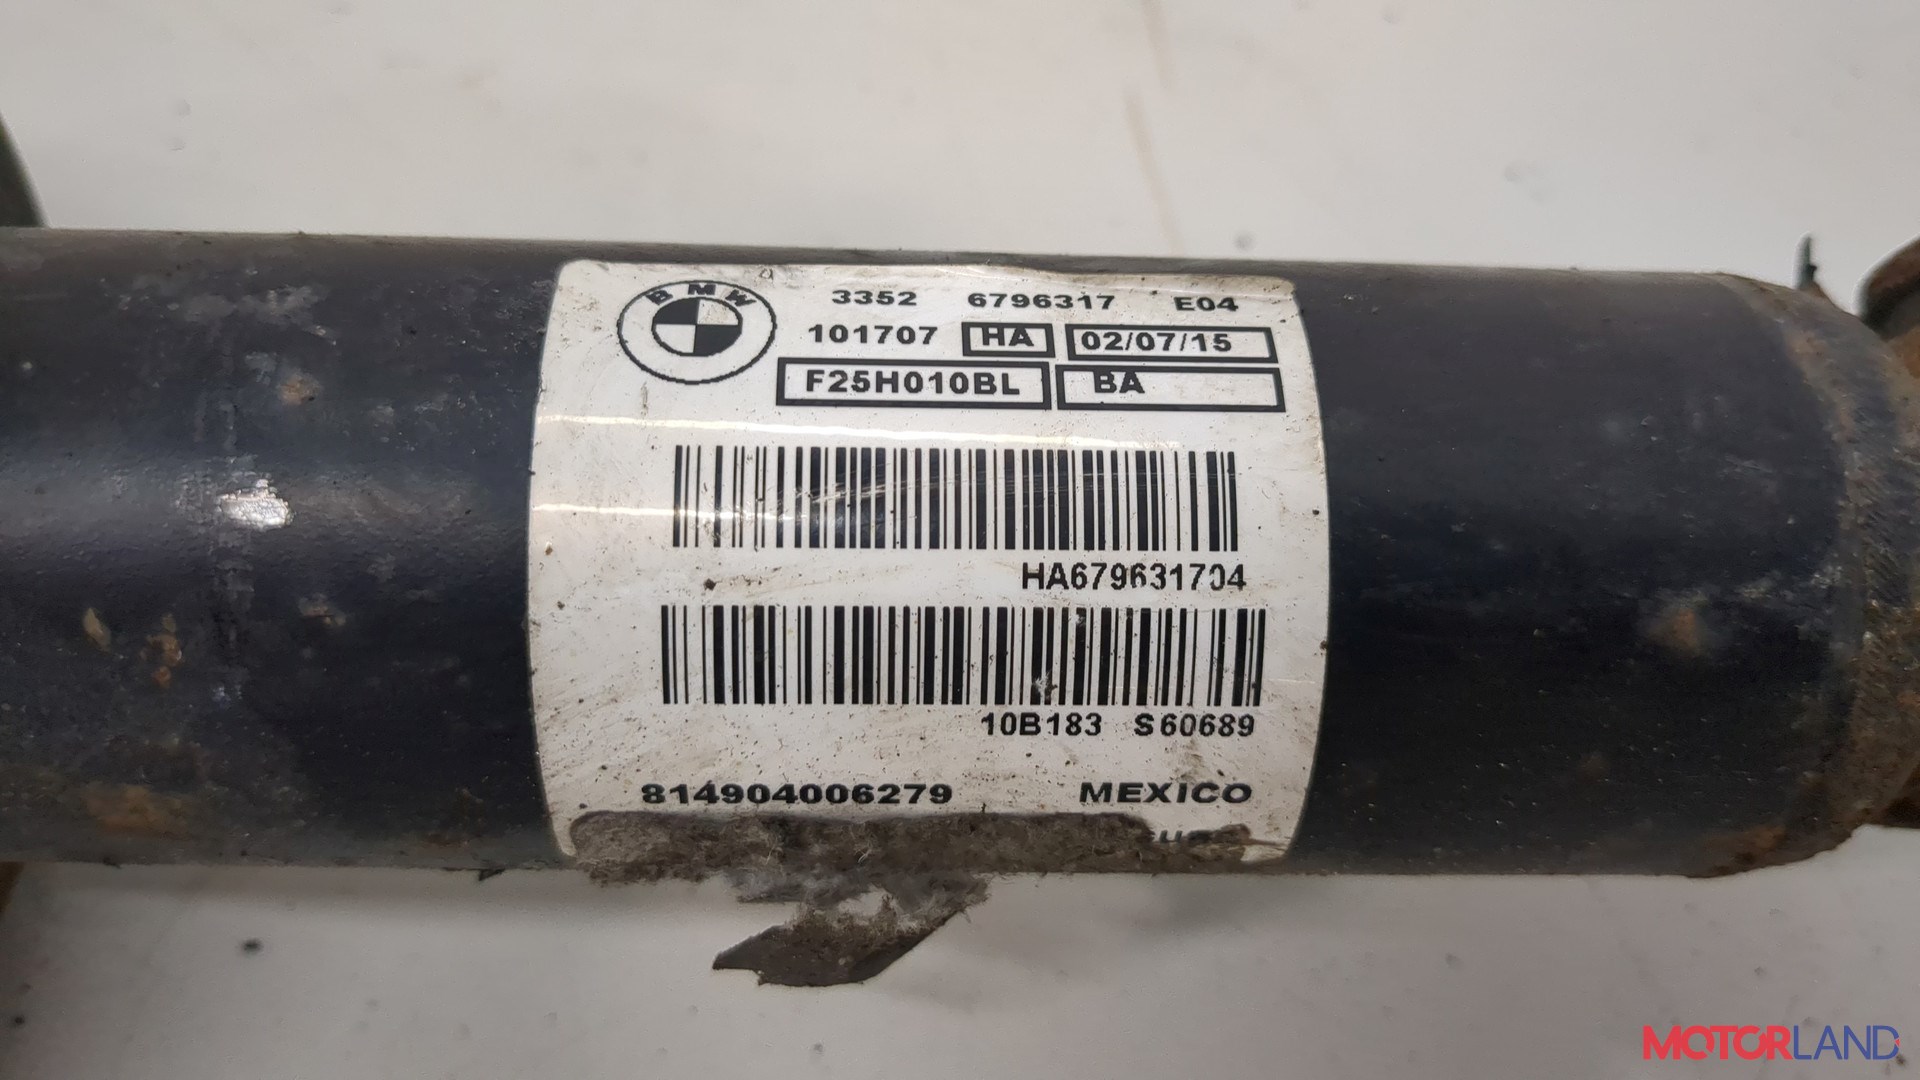 BMW
3352 6796317 E04
101707 HA 02/07/15
F25H010BL BA
HA679631704
10B183 S60689
814904006279 MEXICO
MOTORLAND